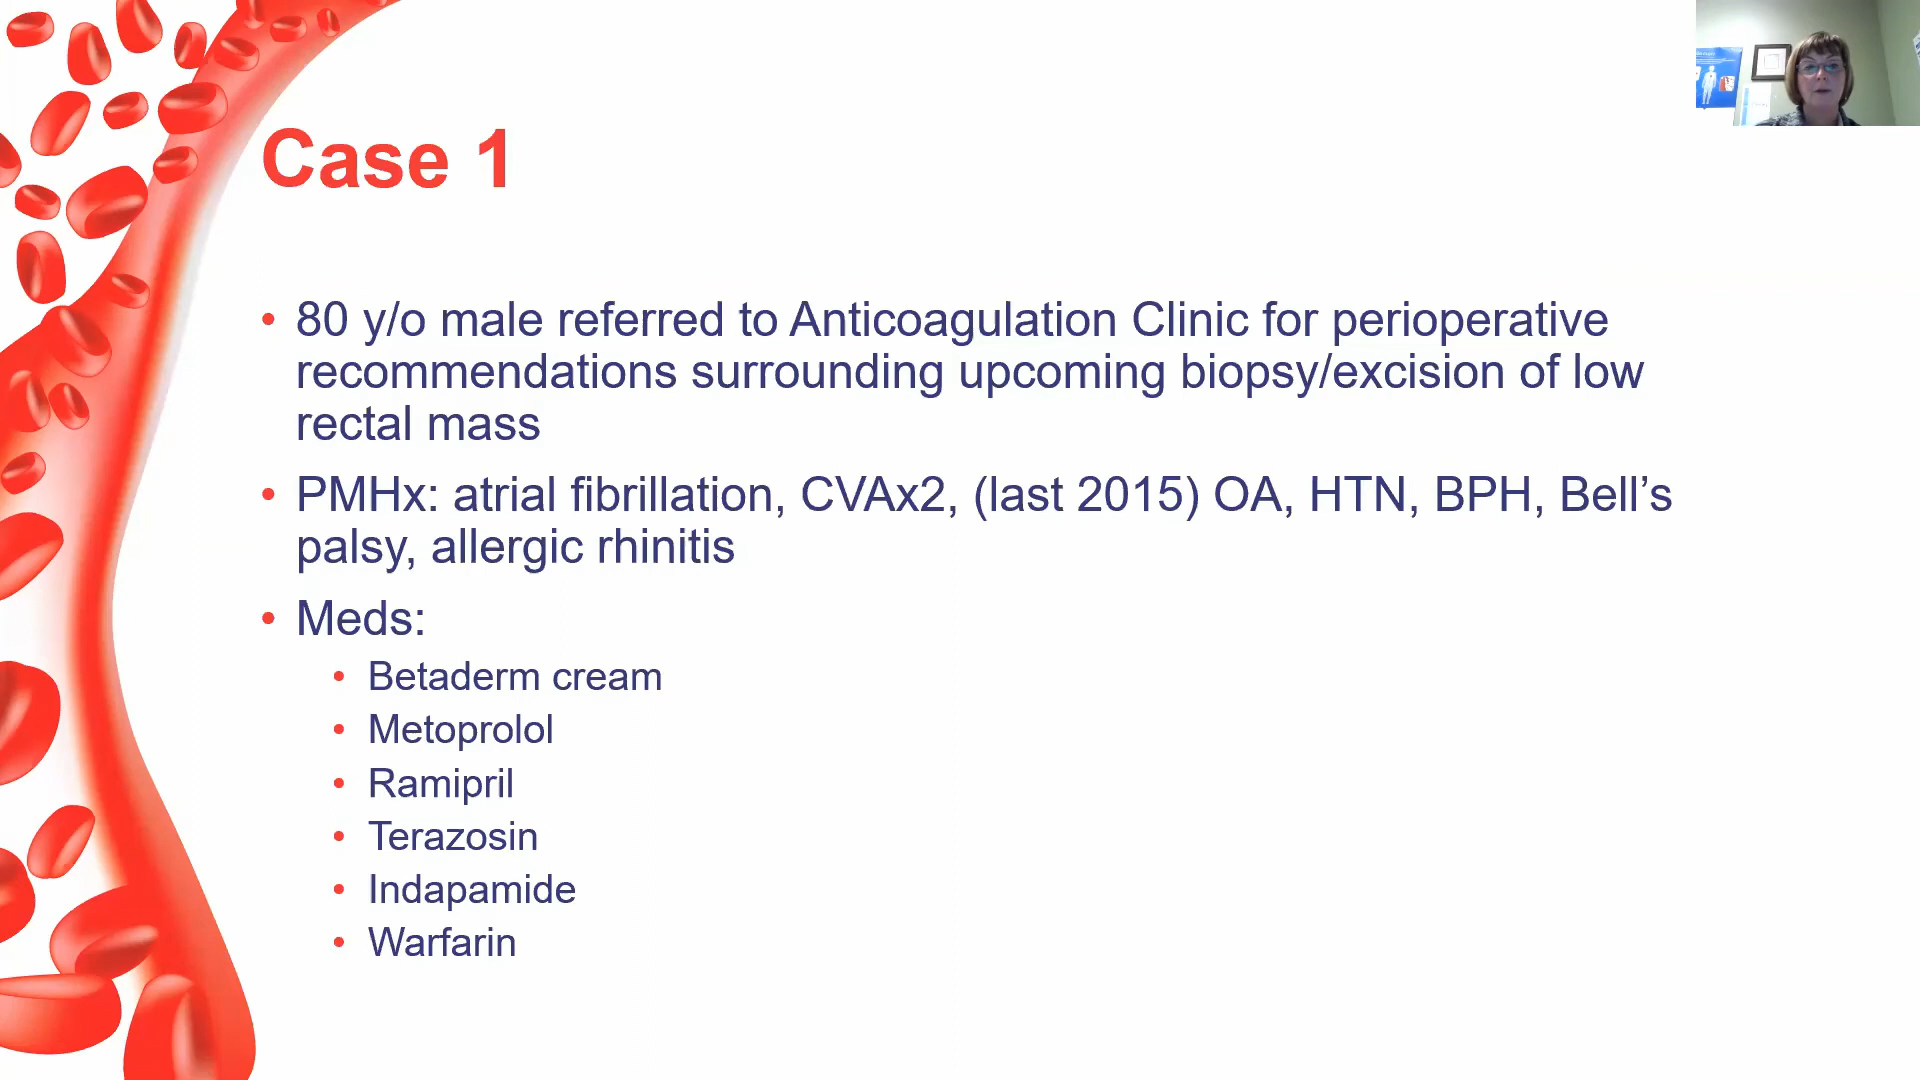 Case 1
• 80 y/o male referred to Anticoagulation Clinic for perioperative
recommendations surrounding upcoming biopsy/excision of low
rectal mass
• PMHx: atrial fibrillation, CVAx2, (last 2015) OA, HTN, BPH, Bell’s
palsy, allergic rhinitis
• Meds:
• Betaderm cream
• Metoprolol
• Ramipril
• Terazosin
• Indapamide
• Warfarin